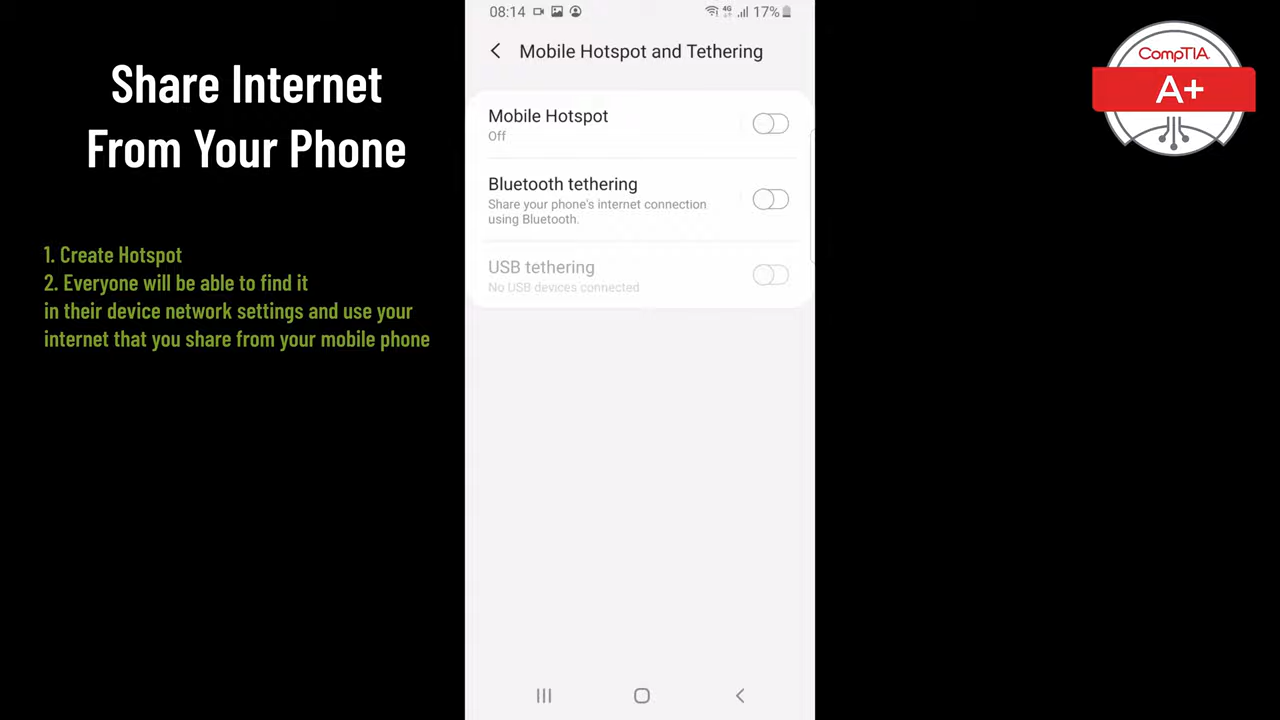 Share Internet
From Your Phone
1. Create Hotspot
2. Everyone will be able to find it
in their device network settings and use your
internet that you share from your mobile phone
08:14
4G
17%
Mobile Hotspot and Tethering
Mobile Hotspot
Off
Bluetooth tethering
Share your phone's internet connection
using Bluetooth.
USB tethering
No USB devices connected
CompTIA.
A+